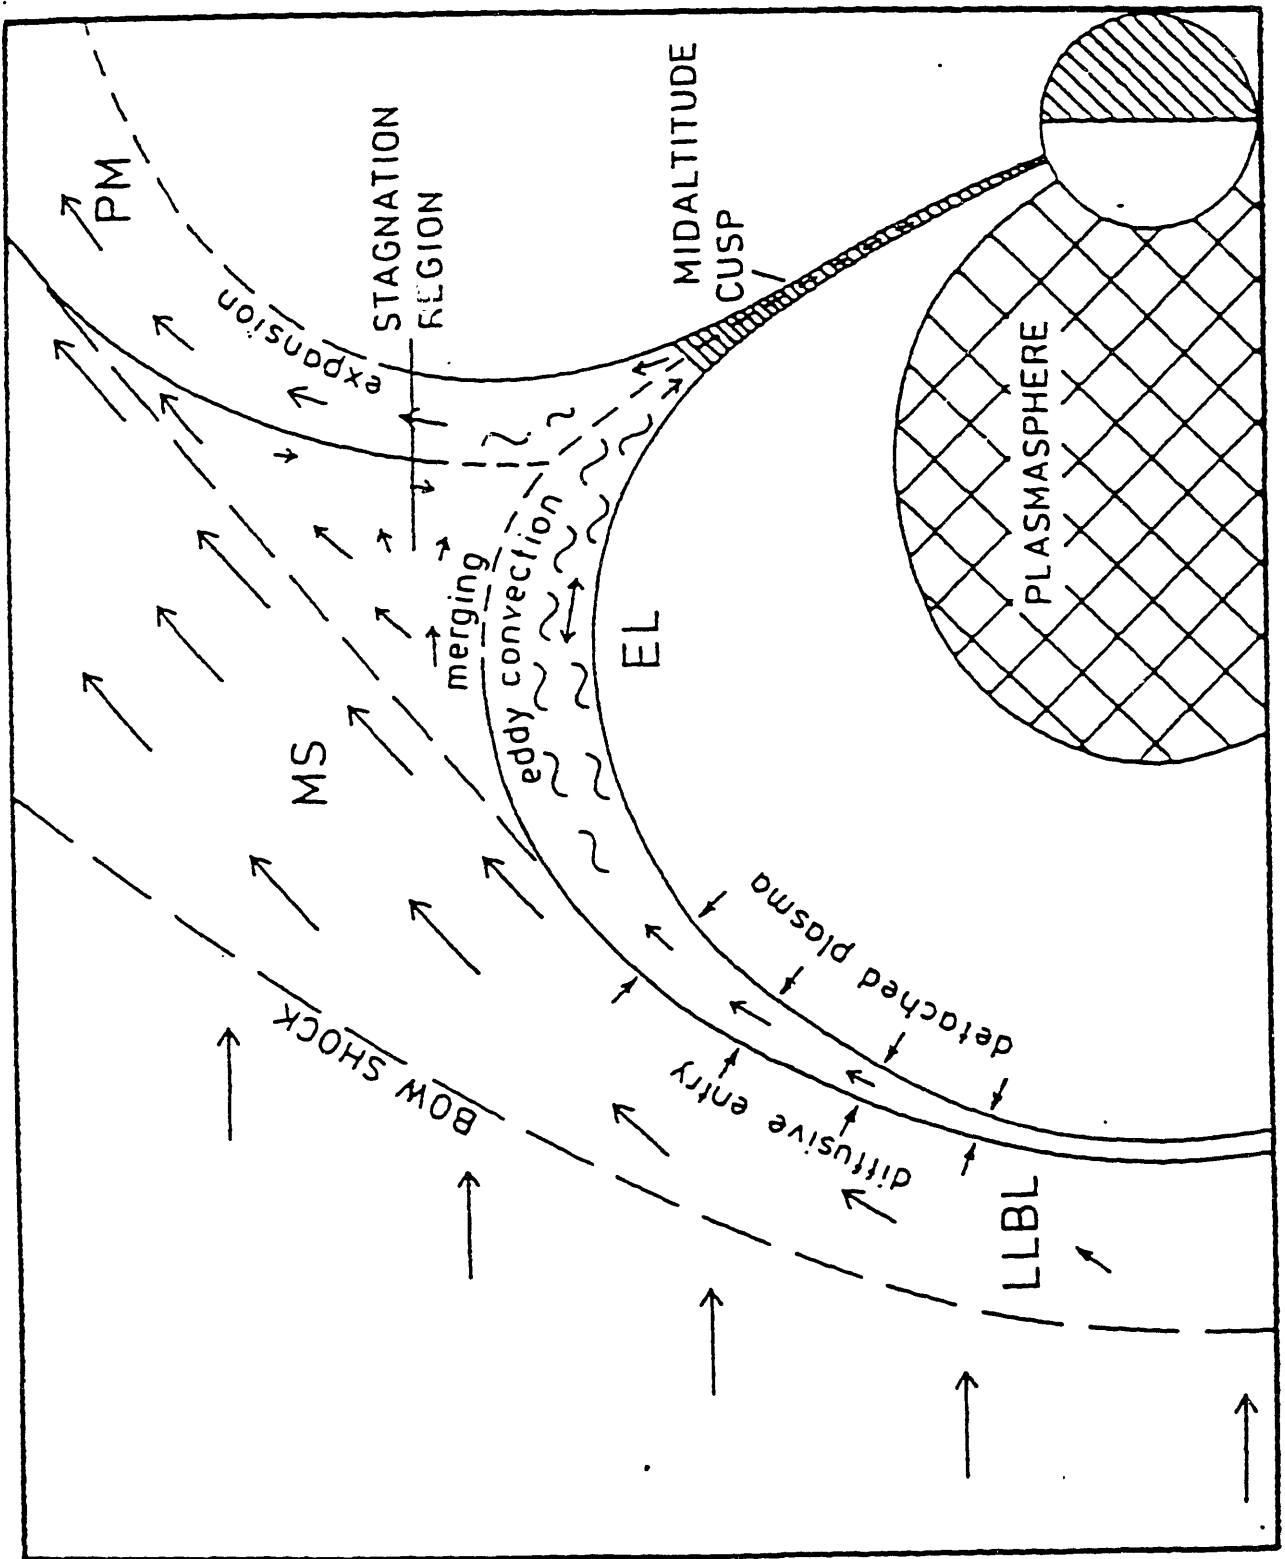 PM
expansion
STAGNATION
REGION
MIDALTITUDE
CUSP
MS
merging
eddy convection
EL
PLASMASPHERE
BOW SHOCK
diffusive entry
detached plasma
LLBL